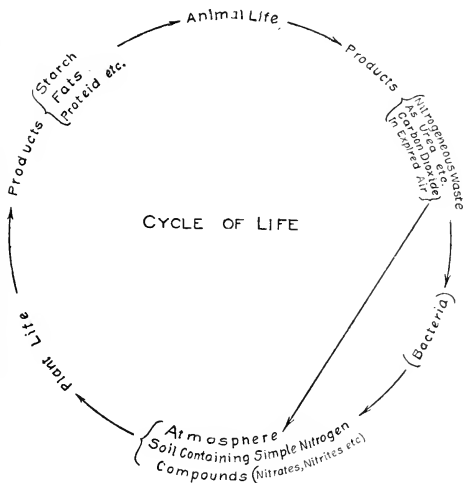 Animal Life
Products
Nitrogeneous Waste
As Urea etc.
Carbon Dioxide
In Expired Air
(Bacteria)
Atmosphere
Soil Containing Simple Nitrogen
Compounds (Nitrates, Nitrites etc)
Plant Life
Products
Starch
Fats
Proteid etc.
CYCLE OF LIFE